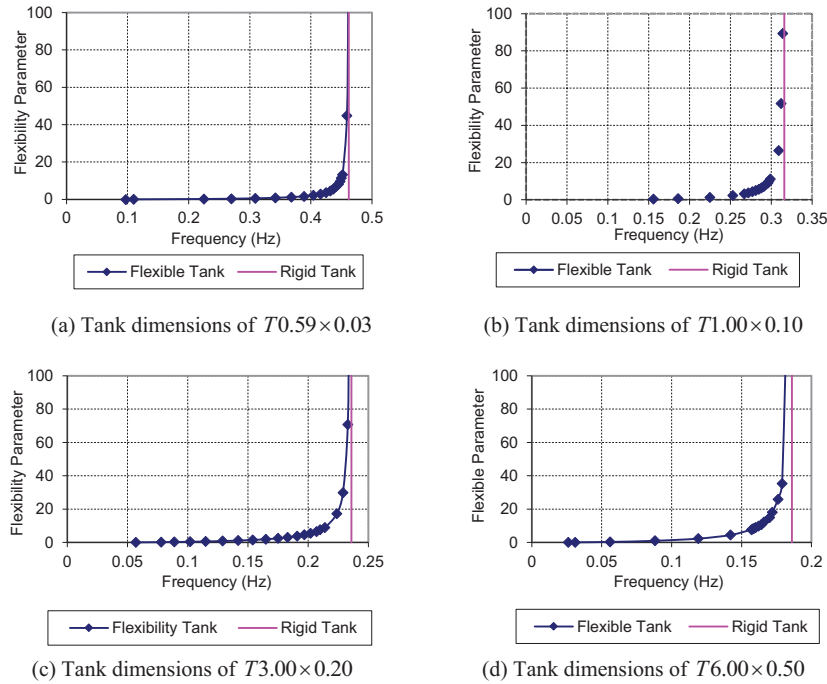 100
80
60
40
20
0
Flexibility Parameter
0 0.1 0.2 0.3 0.4 0.5
Frequency (Hz)
Flexible Tank Rigid Tank
(a) Tank dimensions of T0.59×0.03
100
80
60
40
20
0
Flexibility Parameter
0 0.05 0.1 0.15 0.2 0.25 0.3 0.35
Frequency (Hz)
Flexible Tank Rigid Tank
(b) Tank dimensions of T1.00×0.10
100
80
60
40
20
0
Flexibility Parameter
0 0.05 0.1 0.15 0.2 0.25
Frequency (Hz)
Flexibility Tank Rigid Tank
(c) Tank dimensions of T3.00×0.20
100
80
60
40
20
0
Flexible Parameter
0 0.05 0.1 0.15 0.2
Frequency (Hz)
Flexible Tank Rigid Tank
(d) Tank dimensions of T6.00×0.50